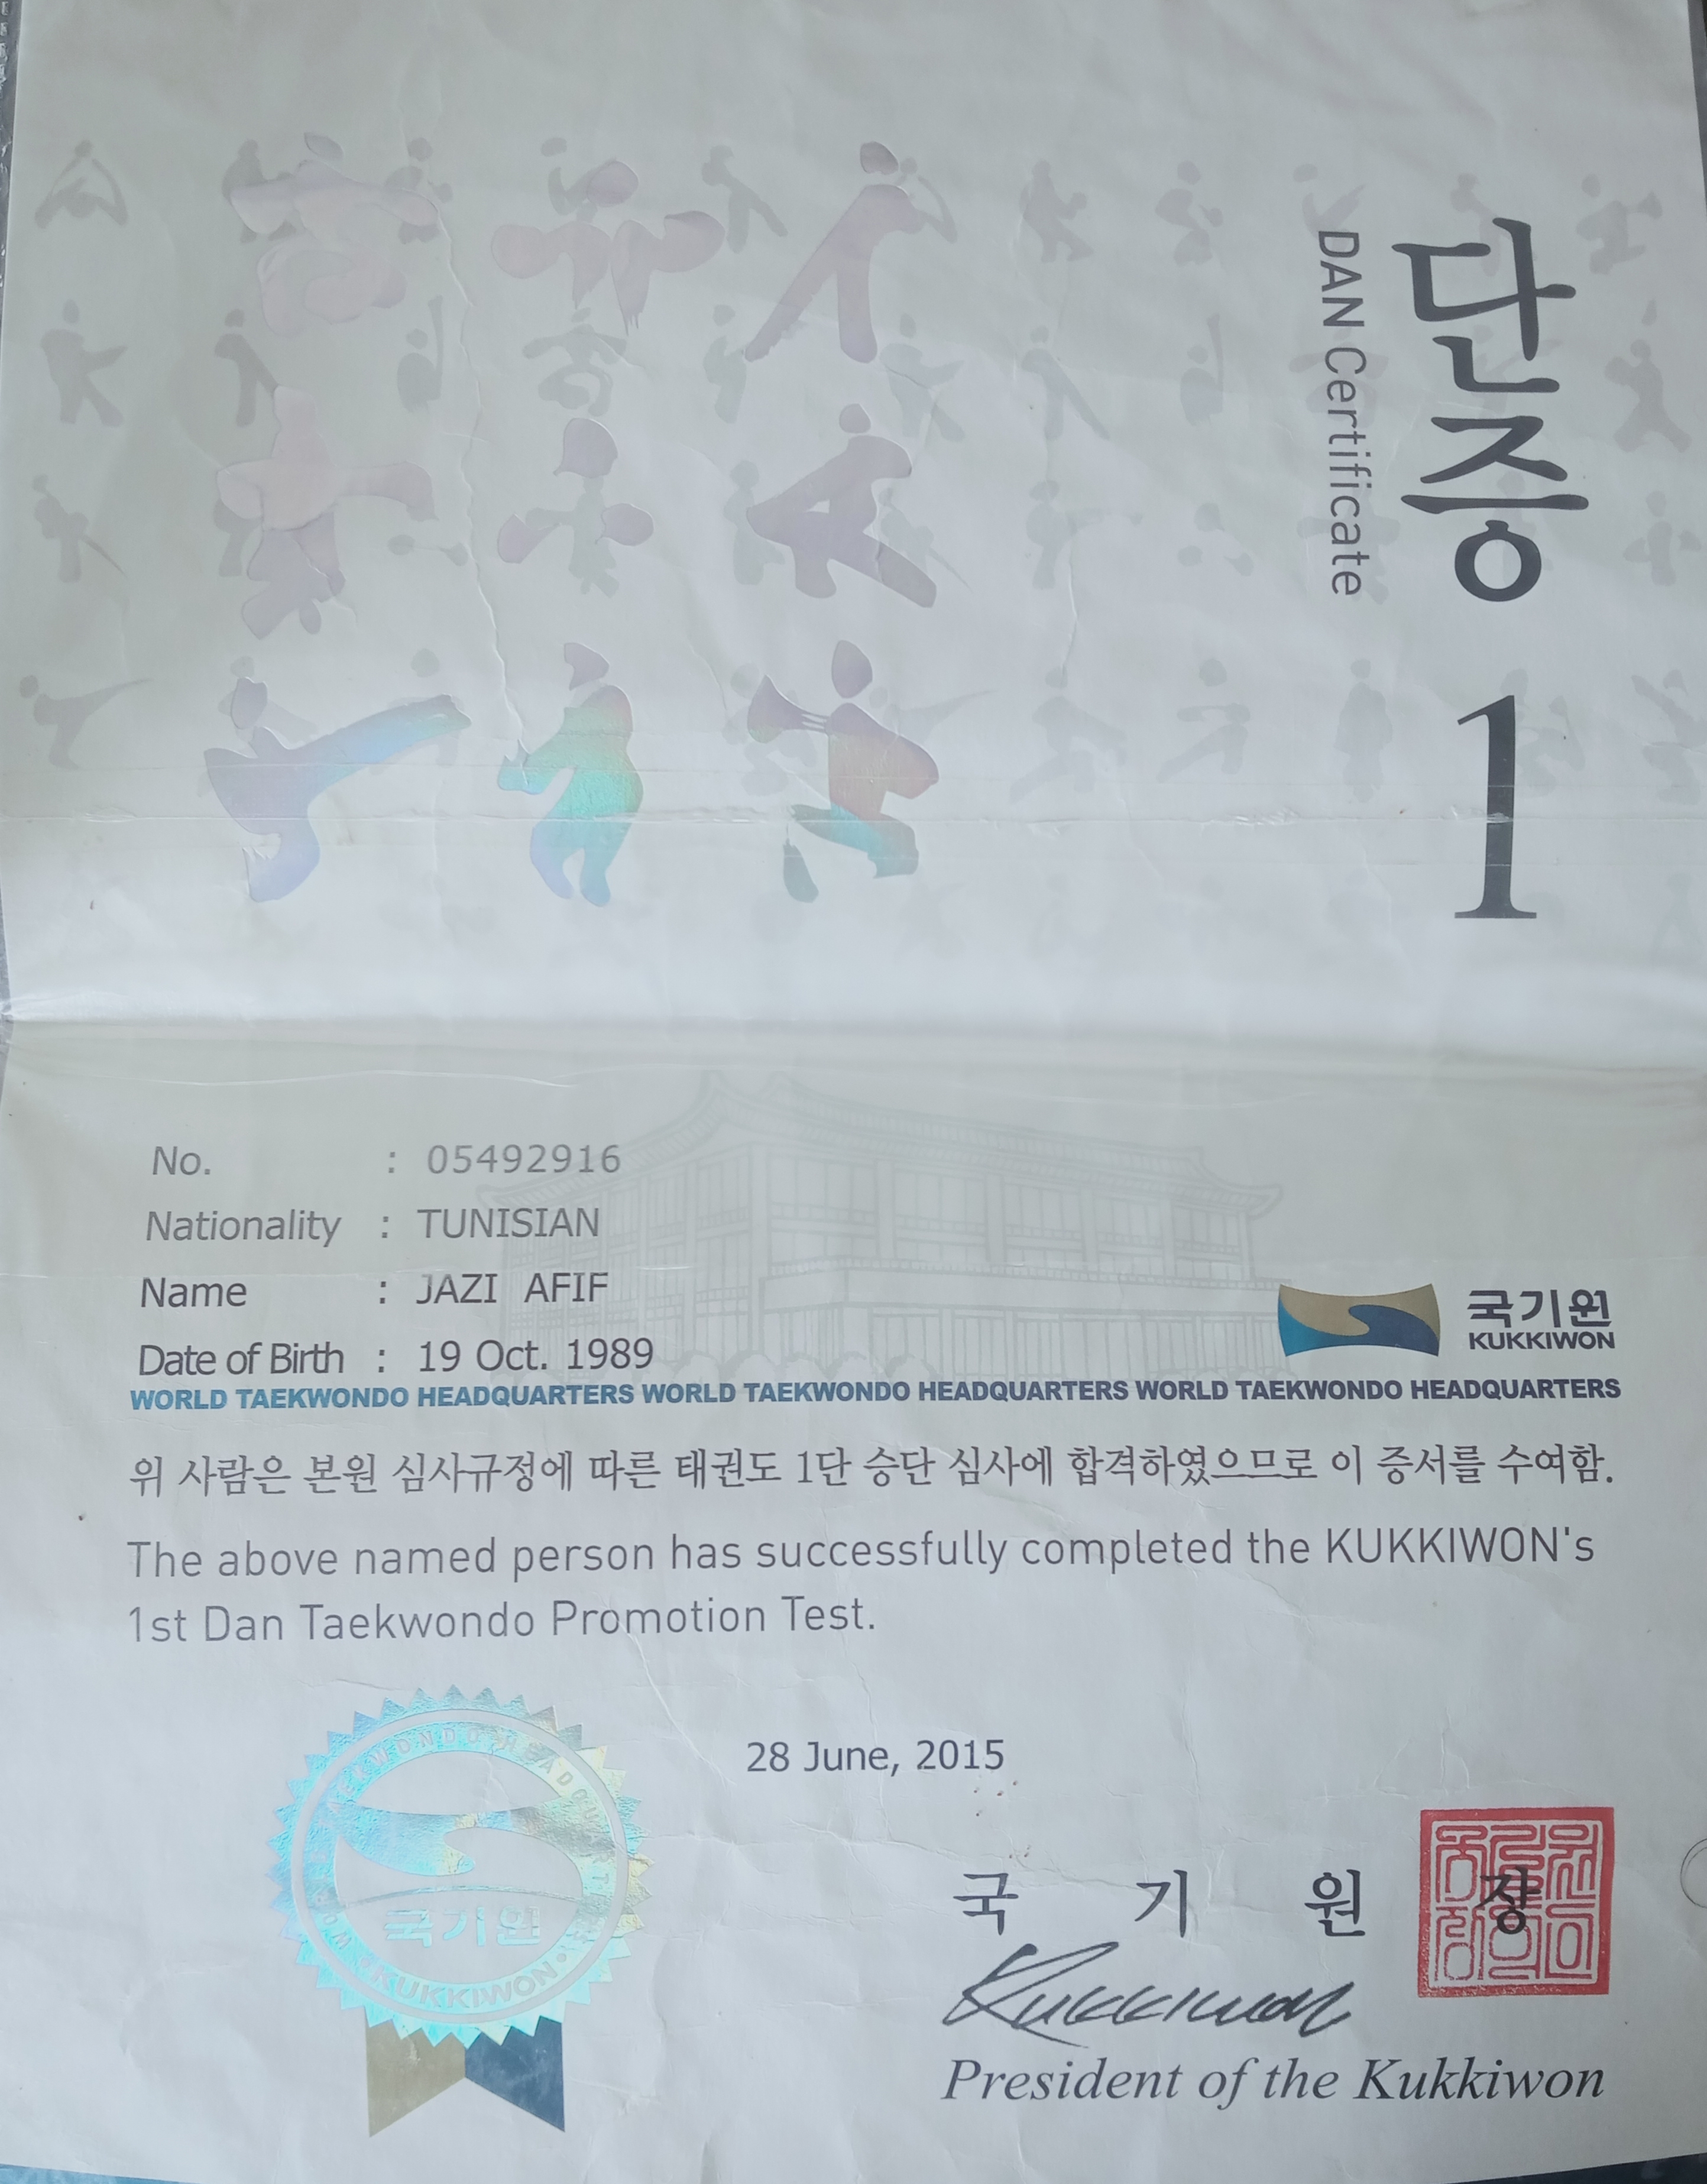 단증 1
DAN Certificate
No. : 05492916
Nationality : TUNISIAN
Name : JAZI AFIF
Date of Birth : 19 Oct. 1989
국기원
KUKKIWON
WORLD TAEKWONDO HEADQUARTERS WORLD TAEKWONDO HEADQUARTERS WORLD TAEKWONDO HEADQUARTERS
위 사람은 본원 심사규정에 따른 태권도 1단 승단 심사에 합격하였으므로 이 증서를 수여함.
The above named person has successfully completed the KUKKIWON's
1st Dan Taekwondo Promotion Test.
28 June, 2015
WORLD TAEKWONDO HEADQUARTERS
국기원
KUKKIWON
국 기 원 장
Kukkiwon
President of the Kukkiwon